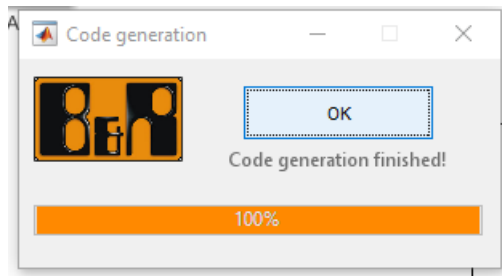 A
Code generation
B&R
OK
Code generation finished!
100%